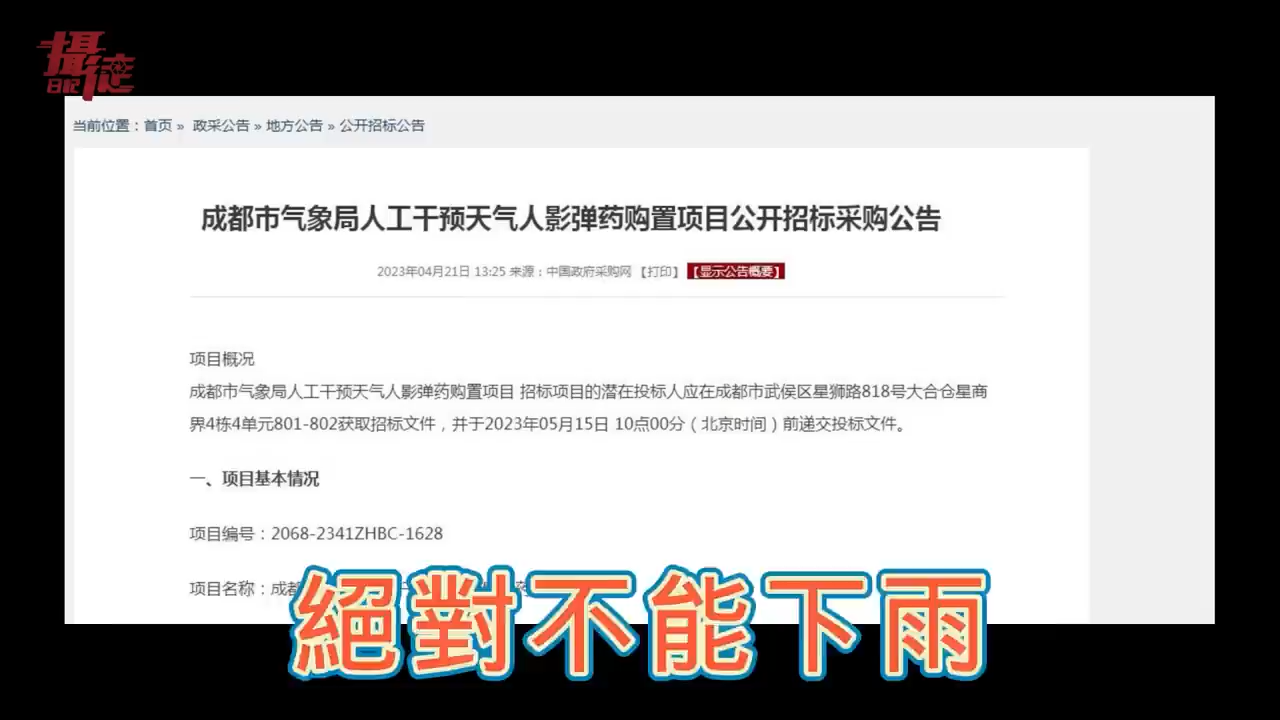 摄徒
日記
当前位置：首页 » 政采公告 » 地方公告 » 公开招标公告
成都市气象局人工干预天气人影弹药购置项目公开招标采购公告
2023年04月21日 13:25 来源：中国政府采购网 【打印】 【显示公告概要】
项目概况
成都市气象局人工干预天气人影弹药购置项目 招标项目的潜在投标人应在成都市武侯区星狮路818号大合仓星商
界4栋4单元801-802获取招标文件，并于2023年05月15日 10点00分（北京时间）前递交投标文件。
一、项目基本情况
项目编号：2068-2341ZHBC-1628
项目名称：成都
絕對不能下雨